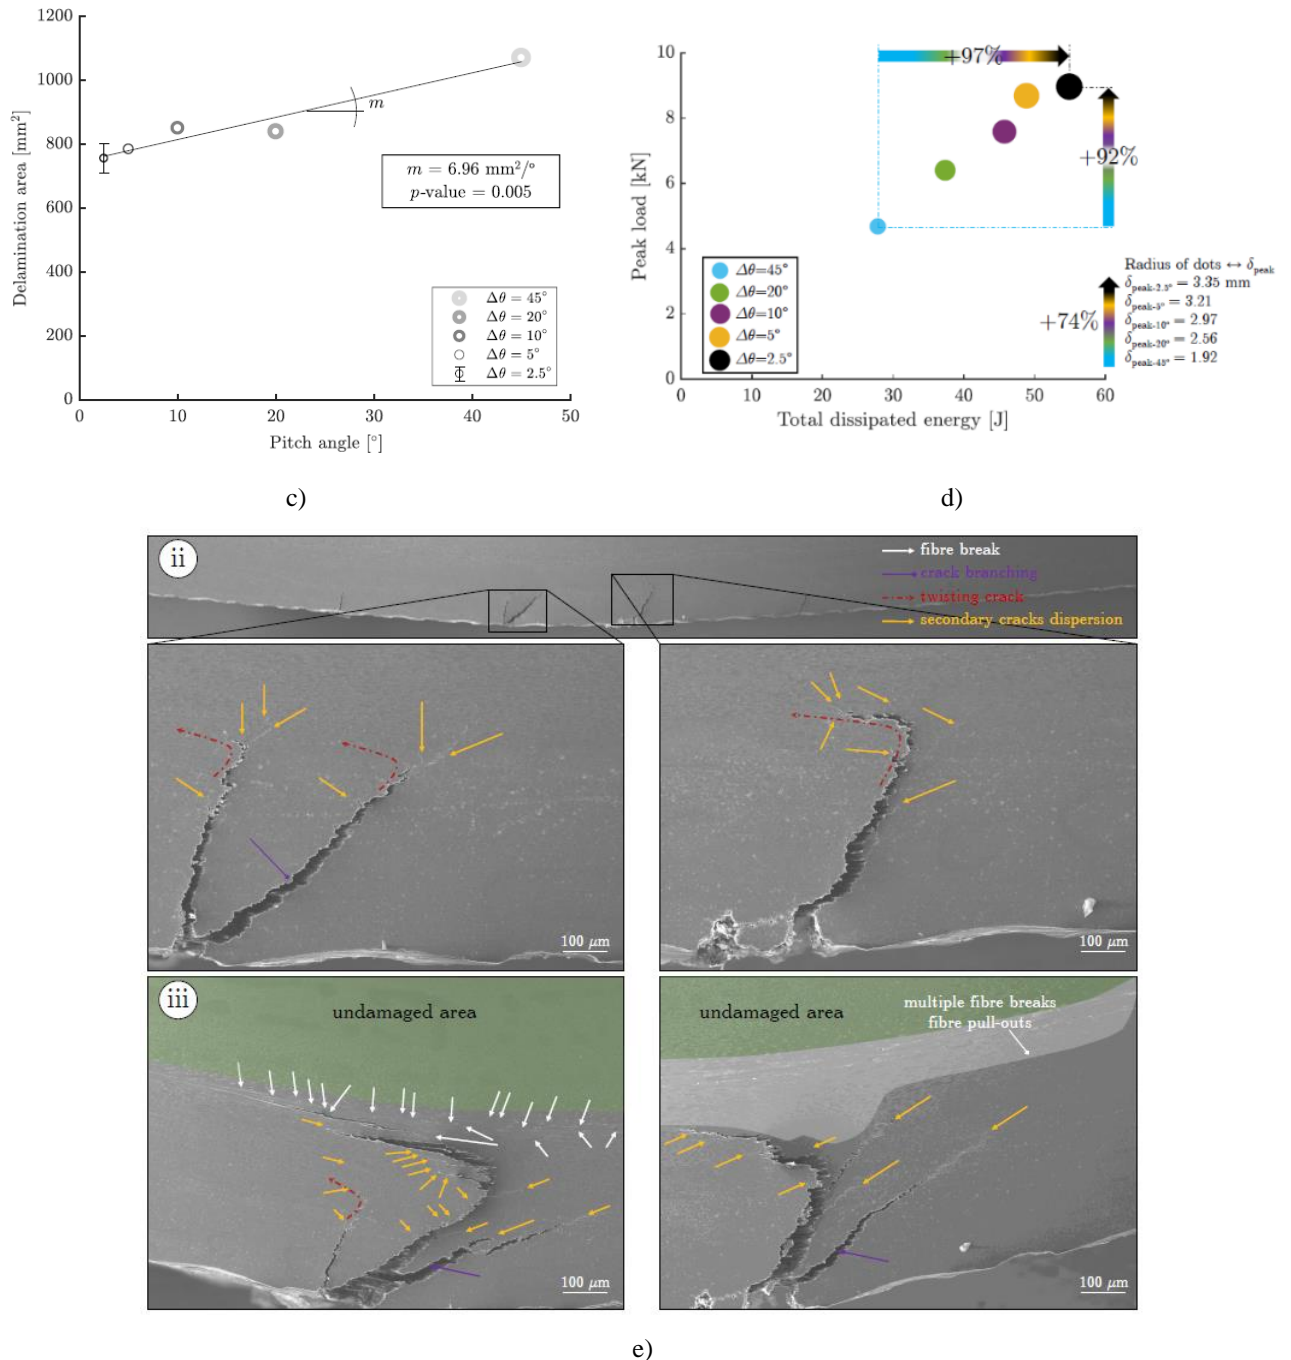 1200
1000
800
600
400
200
0
0 10 20 30 40 50
Delamination area [mm²]
Pitch angle [°]
m
m = 6.96 mm²/°
p-value = 0.005
Δθ = 45°
Δθ = 20°
Δθ = 10°
Δθ = 5°
Δθ = 2.5°
c)
10
8
6
4
2
0
0 10 20 30 40 50 60
Peak load [kN]
Total dissipated energy [J]
+97%
+92%
+74%
Δθ=45°
Δθ=20°
Δθ=10°
Δθ=5°
Δθ=2.5°
Radius of dots ↔ δpeak
δpeak-2.5° = 3.35 mm
δpeak-5° = 3.21
δpeak-10° = 2.97
δpeak-20° = 2.56
δpeak-45° = 1.92
d)
ii
fibre break
crack branching
twisting crack
secondary cracks dispersion
100 μm
100 μm
iii
undamaged area
100 μm
undamaged area
multiple fibre breaks
fibre pull-outs
100 μm
e)